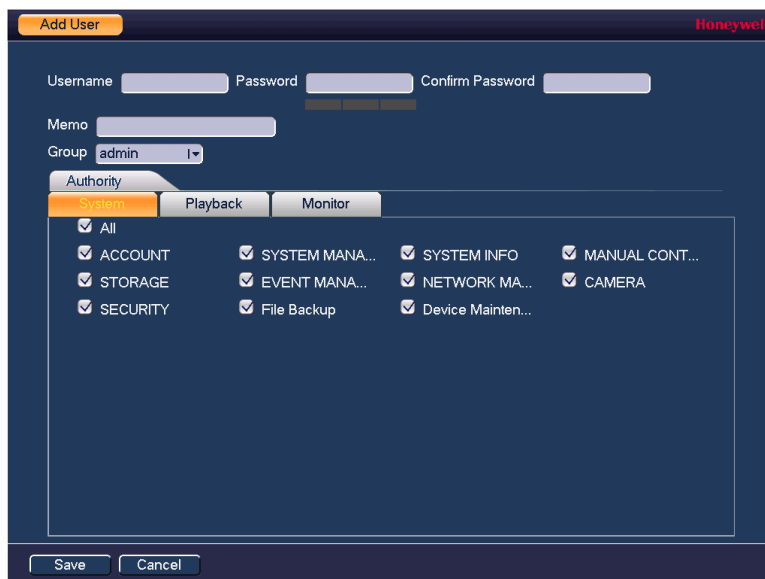 Add User
Honeywell
Username Password Confirm Password
Memo
Group admin
Authority
System Playback Monitor
All
ACCOUNT SYSTEM MANA... SYSTEM INFO MANUAL CONT...
STORAGE EVENT MANA... NETWORK MA... CAMERA
SECURITY File Backup Device Mainten...
Save Cancel